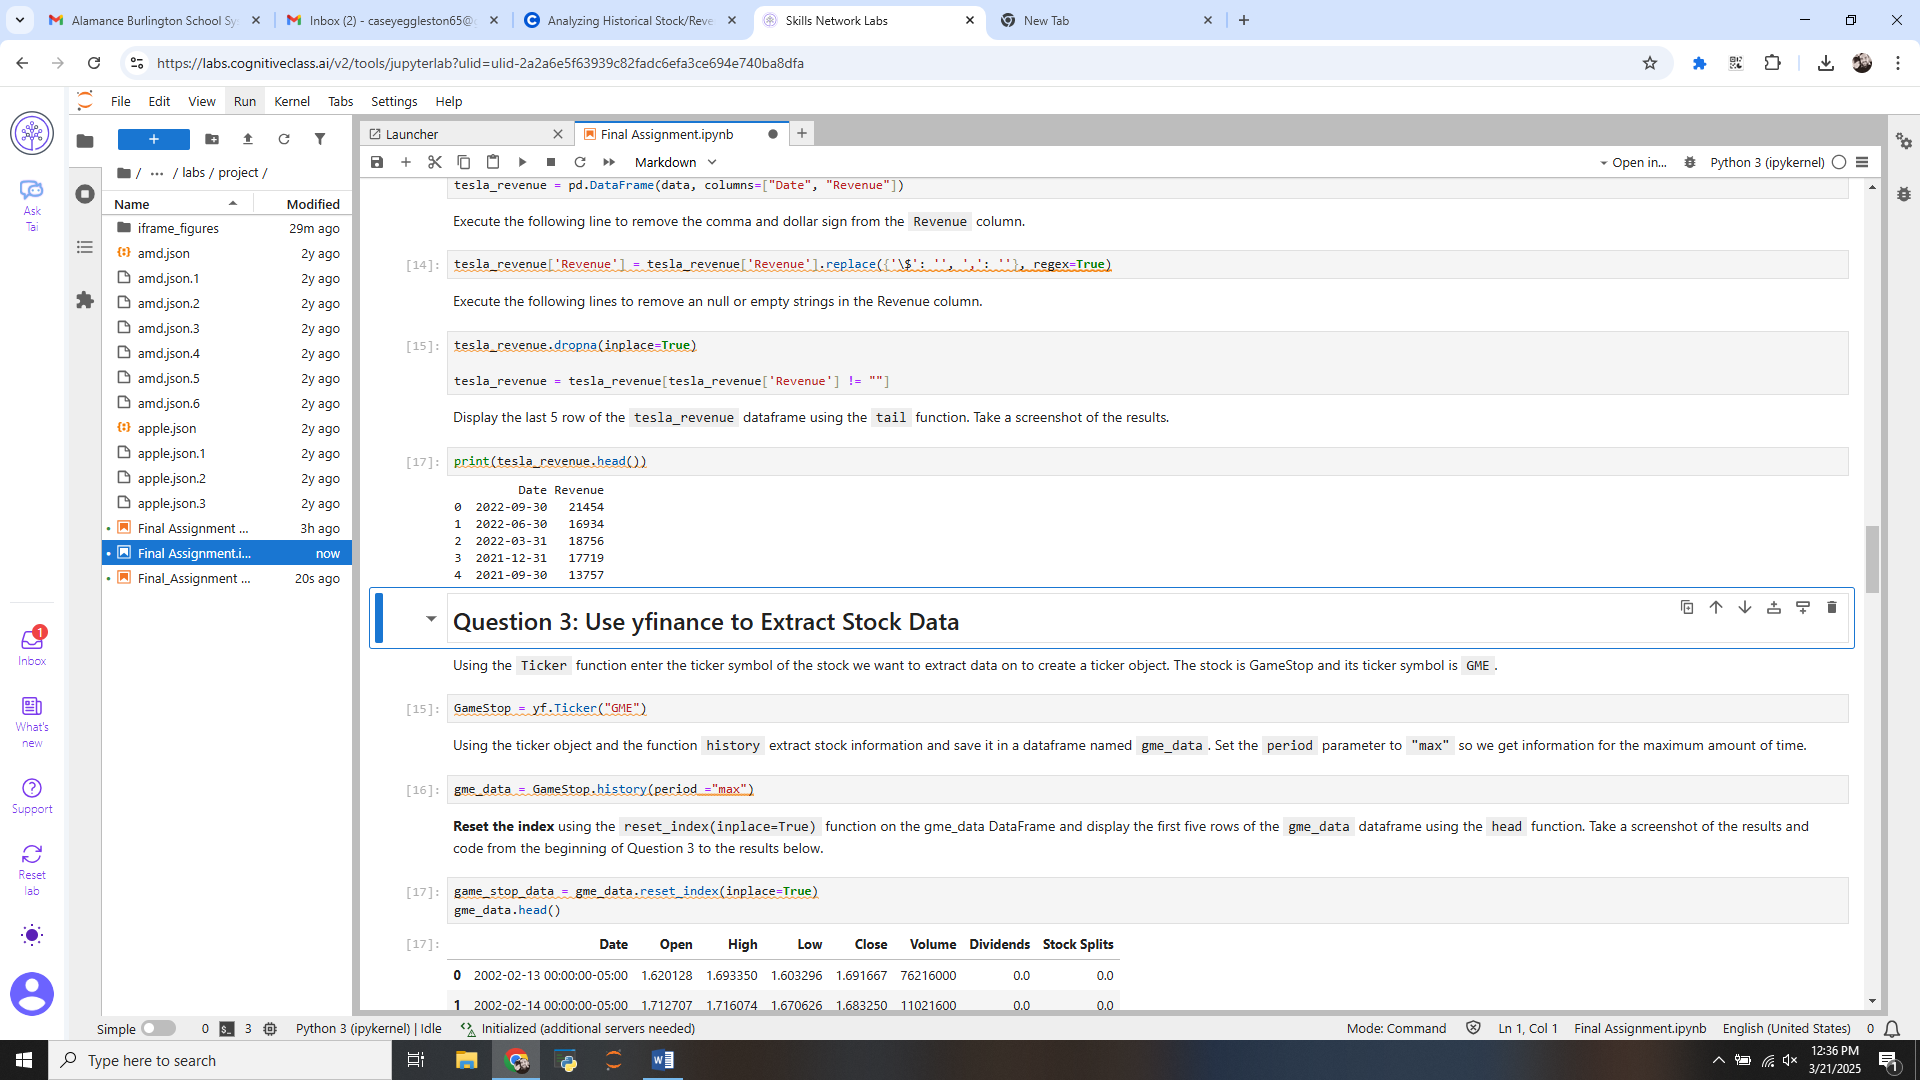 Alamance Burlington School Sy
Inbox (2) - caseyeggleston65@
Analyzing Historical Stock/Reve
Skills Network Labs
New Tab
https://labs.cognitiveclass.ai/v2/tools/jupyterlab?ulid=ulid-2a2a6e5f63939c82fadc6efa3ce694e740ba8dfa
File Edit View Run Kernel Tabs Settings Help
Launcher
Final Assignment.ipynb
Markdown
Open in...
Python 3 (ipykernel)
/ ... / labs / project /
Name Modified
iframe_figures 29m ago
amd.json 2y ago
amd.json.1 2y ago
amd.json.2 2y ago
amd.json.3 2y ago
amd.json.4 2y ago
amd.json.5 2y ago
amd.json.6 2y ago
apple.json 2y ago
apple.json.1 2y ago
apple.json.2 2y ago
apple.json.3 2y ago
Final Assignment ... 3h ago
Final Assignment.i... now
Final_Assignment ... 20s ago
Ask
Tai
1
Inbox
What's
new
Support
Reset
lab
tesla_revenue = pd.DataFrame(data, columns=["Date", "Revenue"])
Execute the following line to remove the comma and dollar sign from the Revenue column.
[14]: tesla_revenue['Revenue'] = tesla_revenue['Revenue'].replace({'\$': '', ',': ''}, regex=True)
Execute the following lines to remove an null or empty strings in the Revenue column.
[15]: tesla_revenue.dropna(inplace=True)
tesla_revenue = tesla_revenue[tesla_revenue['Revenue'] != ""]
Display the last 5 row of the tesla_revenue dataframe using the tail function. Take a screenshot of the results.
[17]: print(tesla_revenue.head())
Date Revenue
0 2022-09-30 21454
1 2022-06-30 16934
2 2022-03-31 18756
3 2021-12-31 17719
4 2021-09-30 13757
Question 3: Use yfinance to Extract Stock Data
Using the Ticker function enter the ticker symbol of the stock we want to extract data on to create a ticker object. The stock is GameStop and its ticker symbol is GME.
[15]: GameStop = yf.Ticker("GME")
Using the ticker object and the function history extract stock information and save it in a dataframe named gme_data. Set the period parameter to "max" so we get information for the maximum amount of time.
[16]: gme_data = GameStop.history(period ="max")
Reset the index using the reset_index(inplace=True) function on the gme_data DataFrame and display the first five rows of the gme_data dataframe using the head function. Take a screenshot of the results and
code from the beginning of Question 3 to the results below.
[17]: game_stop_data = gme_data.reset_index(inplace=True)
gme_data.head()
[17]: Date Open High Low Close Volume Dividends Stock Splits
0 2002-02-13 00:00:00-05:00 1.620128 1.693350 1.603296 1.691667 76216000 0.0 0.0
1 2002-02-14 00:00:00-05:00 1.712707 1.716074 1.670626 1.683250 11021600 0.0 0.0
Simple 0 3 Python 3 (ipykernel) | Idle Initialized (additional servers needed) Mode: Command Ln 1, Col 1 Final Assignment.ipynb English (United States) 0
Type here to search
12:36 PM
3/21/2025
1